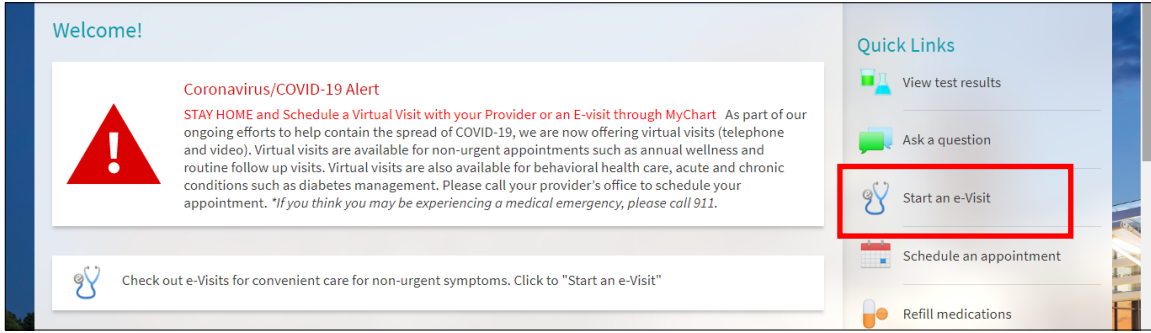 Welcome!
Coronavirus/COVID-19 Alert
STAY HOME and Schedule a Virtual Visit with your Provider or an E-visit through MyChart As part of our
ongoing efforts to help contain the spread of COVID-19, we are now offering virtual visits (telephone
and video). Virtual visits are available for non-urgent appointments such as annual wellness and
routine follow up visits. Virtual visits are also available for behavioral health care, acute and chronic
conditions such as diabetes management. Please call your provider's office to schedule your
appointment. *If you think you may be experiencing a medical emergency, please call 911.
Check out e-Visits for convenient care for non-urgent symptoms. Click to "Start an e-Visit"
Quick Links
View test results
Ask a question
Start an e-Visit
Schedule an appointment
Refill medications